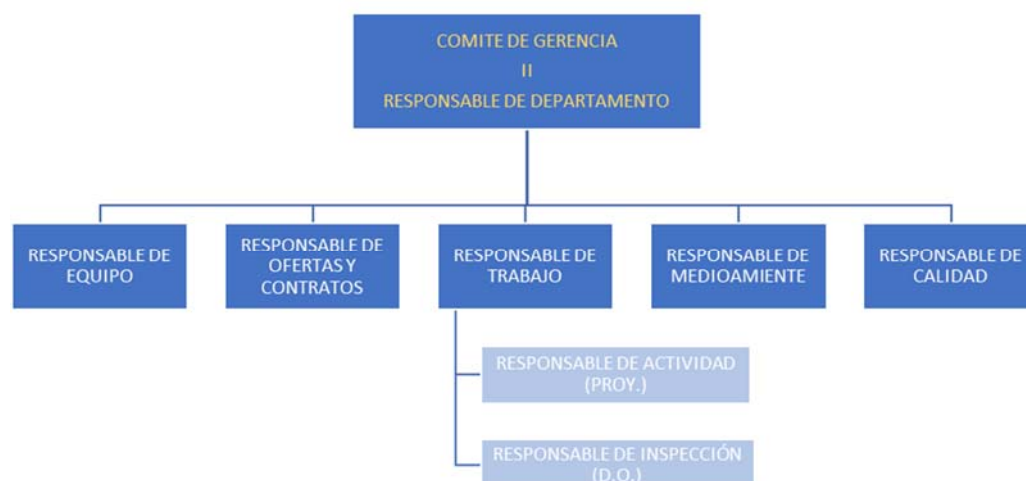 COMITE DE GERENCIA
II
RESPONSABLE DE DEPARTAMENTO
RESPONSABLE DE
EQUIPO
RESPONSABLE DE
OFERTAS Y
CONTRATOS
RESPONSABLE DE
TRABAJO
RESPONSABLE DE
MEDIOAMIENTE
RESPONSABLE DE
CALIDAD
RESPONSABLE DE ACTIVIDAD
(PROY.)
RESPONSABLE DE INSPECCIÓN
(D.O.)